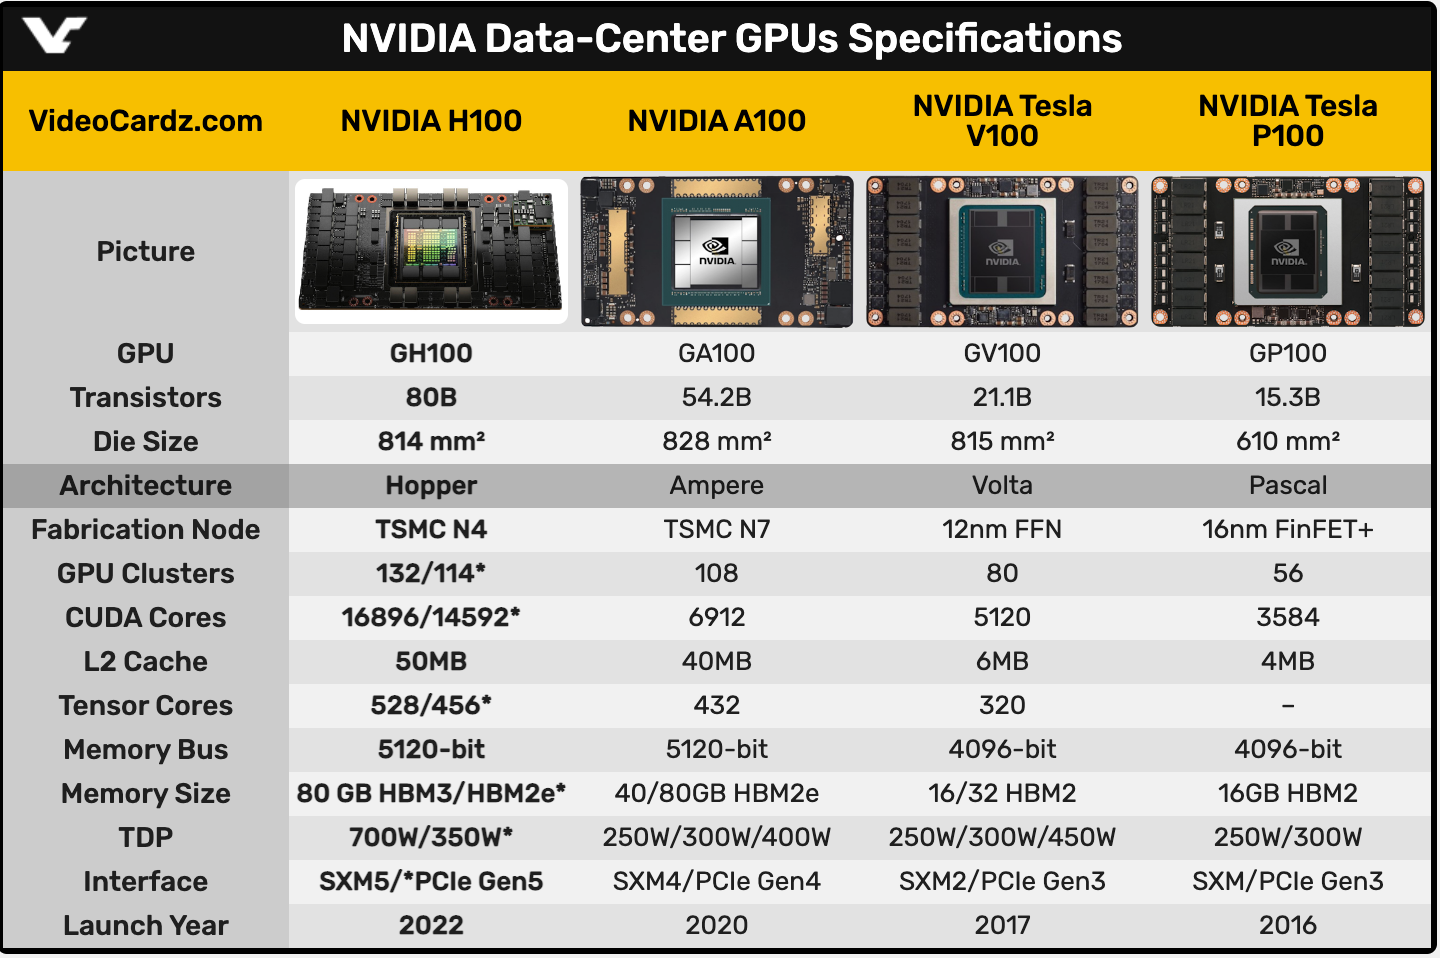 NVIDIA Data-Center GPUs Specifications
VideoCardz.com NVIDIA H100 NVIDIA A100 NVIDIA Tesla V100 NVIDIA Tesla P100
Picture
NVIDIA. NVIDIA. NVIDIA.
GPU GH100 GA100 GV100 GP100
Transistors 80B 54.2B 21.1B 15.3B
Die Size 814 mm² 828 mm² 815 mm² 610 mm²
Architecture Hopper Ampere Volta Pascal
Fabrication Node TSMC N4 TSMC N7 12nm FFN 16nm FinFET+
GPU Clusters 132/114* 108 80 56
CUDA Cores 16896/14592* 6912 5120 3584
L2 Cache 50MB 40MB 6MB 4MB
Tensor Cores 528/456* 432 320 –
Memory Bus 5120-bit 5120-bit 4096-bit 4096-bit
Memory Size 80 GB HBM3/HBM2e* 40/80GB HBM2e 16/32 HBM2 16GB HBM2
TDP 700W/350W* 250W/300W/400W 250W/300W/450W 250W/300W
Interface SXM5/*PCIe Gen5 SXM4/PCIe Gen4 SXM2/PCIe Gen3 SXM/PCIe Gen3
Launch Year 2022 2020 2017 2016